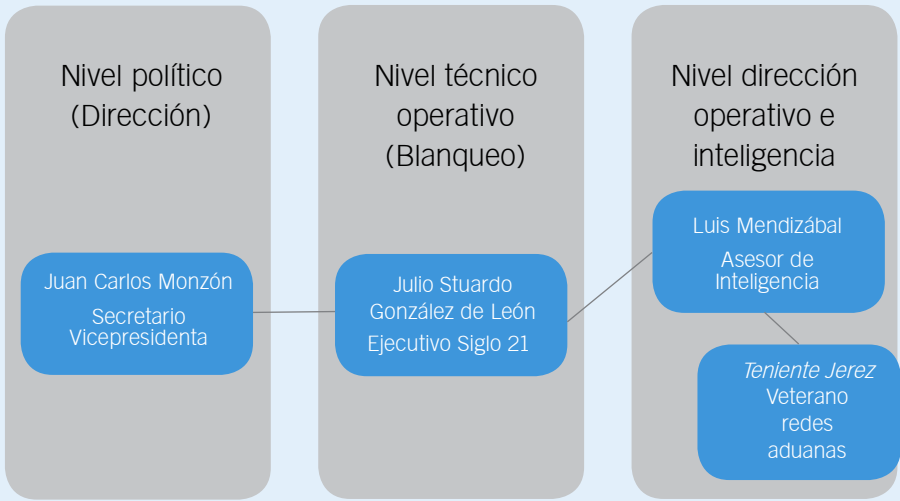 Nivel político
(Dirección)
Juan Carlos Monzón
Secretario
Vicepresidenta
Nivel técnico
operativo
(Blanqueo)
Julio Stuardo
González de León
Ejecutivo Siglo 21
Nivel dirección
operativo e
inteligencia
Luis Mendizábal
Asesor de
Inteligencia
Teniente Jerez
Veterano
redes
aduanas